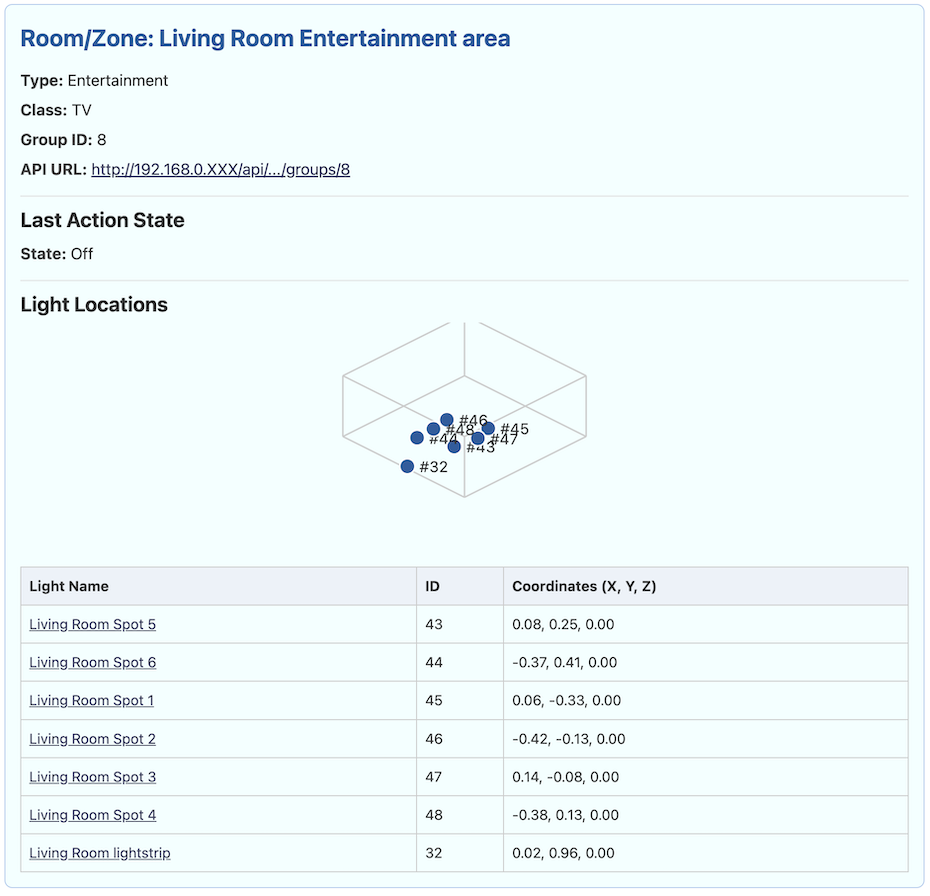 Room/Zone: Living Room Entertainment area
Type: Entertainment
Class: TV
Group ID: 8
API URL: http://192.168.0.XXX/api/.../groups/8
Last Action State
State: Off
Light Locations
#46
#48 #45
#44 #47
#43
#32
Light Name ID Coordinates (X, Y, Z)
Living Room Spot 5 43 0.08, 0.25, 0.00
Living Room Spot 6 44 -0.37, 0.41, 0.00
Living Room Spot 1 45 0.06, -0.33, 0.00
Living Room Spot 2 46 -0.42, -0.13, 0.00
Living Room Spot 3 47 0.14, -0.08, 0.00
Living Room Spot 4 48 -0.38, 0.13, 0.00
Living Room lightstrip 32 0.02, 0.96, 0.00